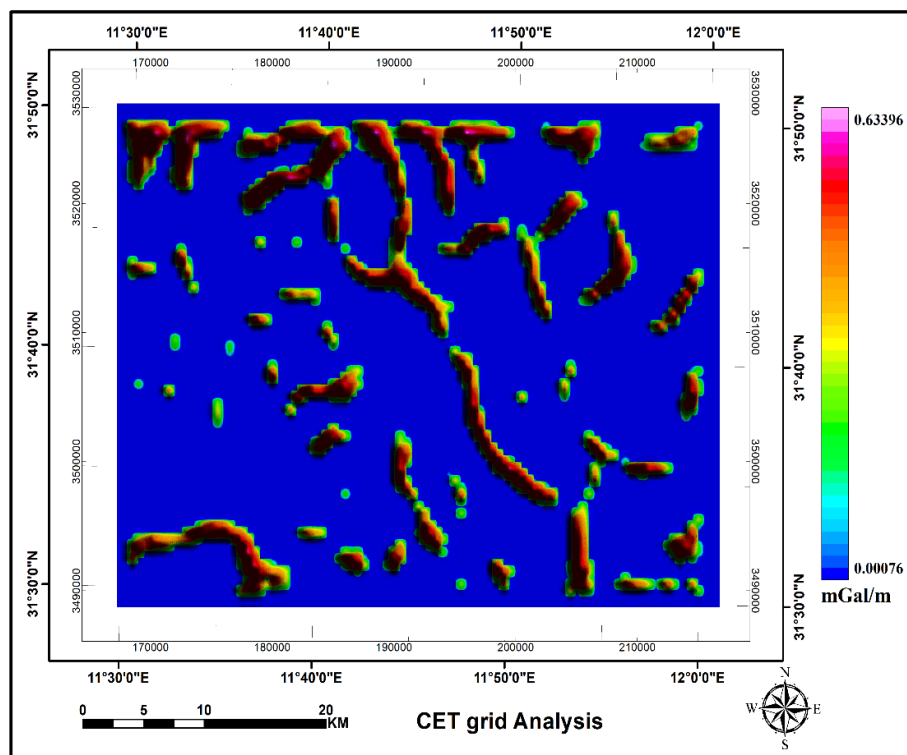 11°30'0"E 11°40'0"E 11°50'0"E 12°0'0"E
170000 180000 190000 200000 210000
31°50'0"N 3530000 3530000 31°50'0"N
0.63396
3520000 3520000
31°40'0"N 3510000 3510000 31°40'0"N
3500000 3500000
0.00076
31°30'0"N 3490000 3490000 31°30'0"N
mGal/m
170000 180000 190000 200000 210000
11°30'0"E 11°40'0"E 11°50'0"E 12°0'0"E
0 5 10 20
KM
CET grid Analysis
N
W E
S